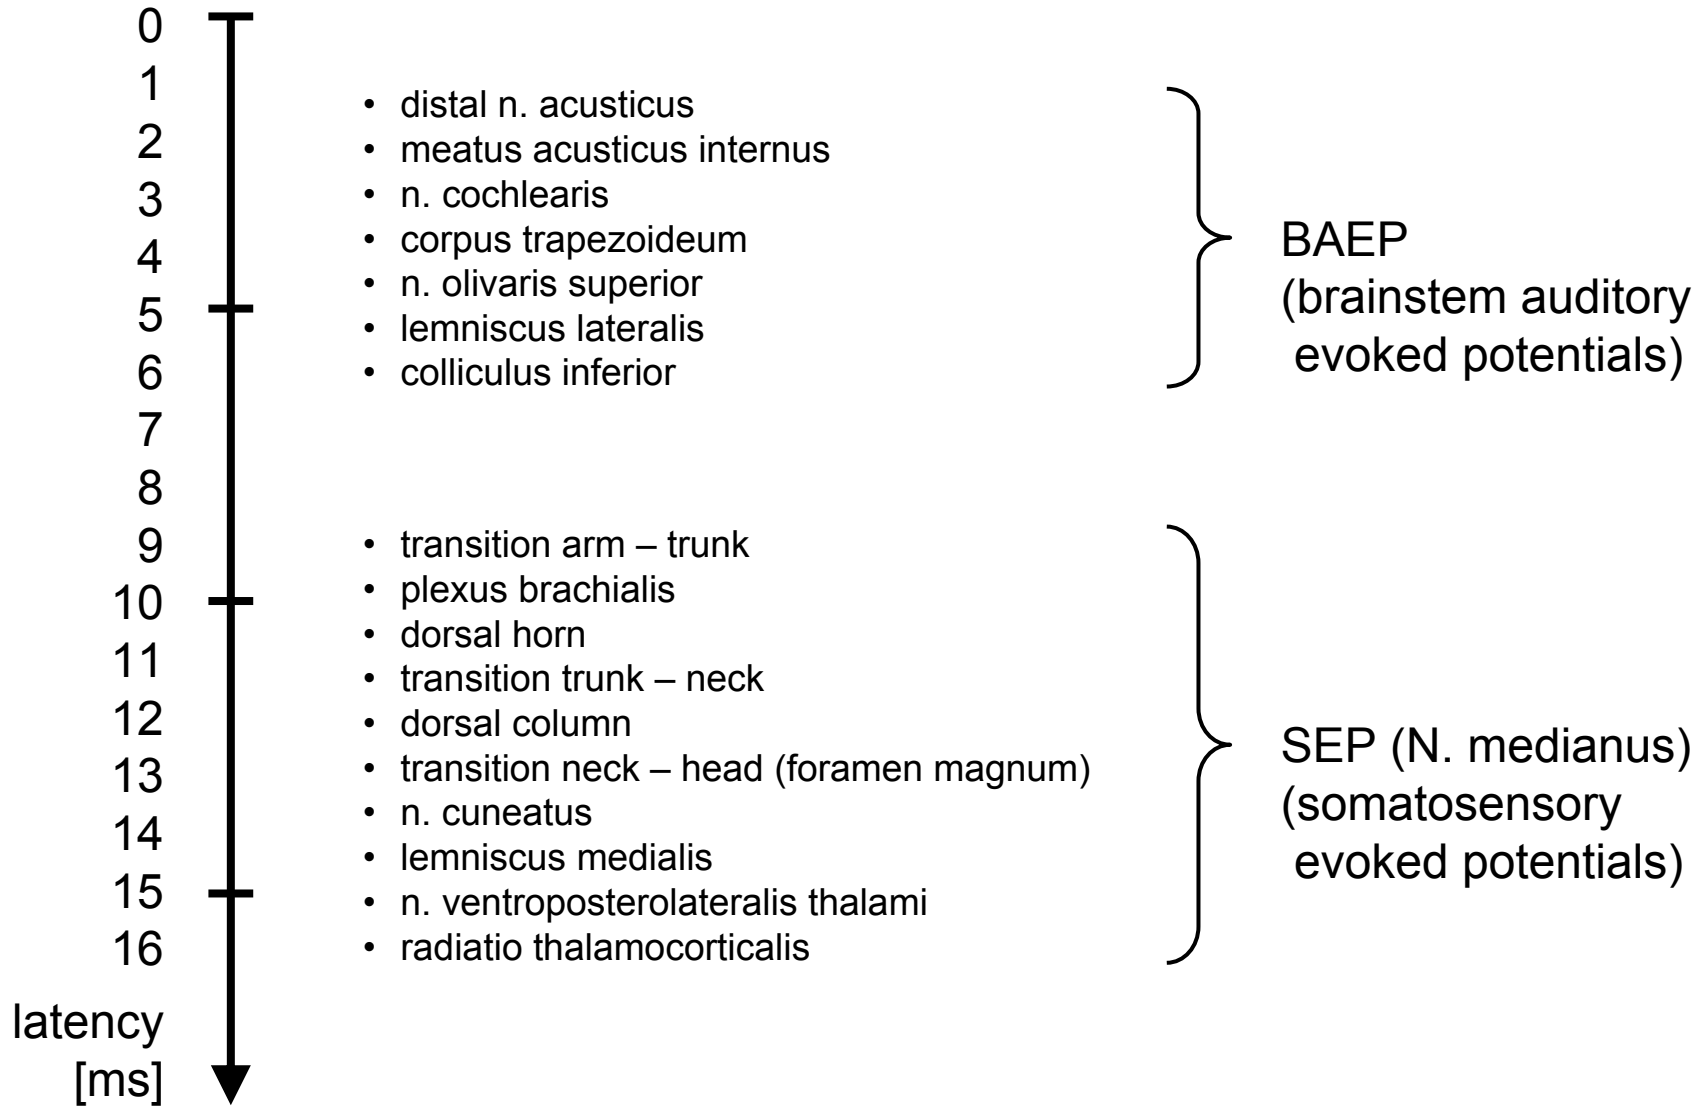 0
1
2
3
4
5
6
7
8
9
10
11
12
13
14
15
16
latency
[ms]
• distal n. acusticus
• meatus acusticus internus
• n. cochlearis
• corpus trapezoideum
• n. olivaris superior
• lemniscus lateralis
• colliculus inferior
BAEP
(brainstem auditory
evoked potentials)
• transition arm – trunk
• plexus brachialis
• dorsal horn
• transition trunk – neck
• dorsal column
• transition neck – head (foramen magnum)
• n. cuneatus
• lemniscus medialis
• n. ventroposterolateralis thalami
• radiatio thalamocorticalis
SEP (N. medianus)
(somatosensory
evoked potentials)